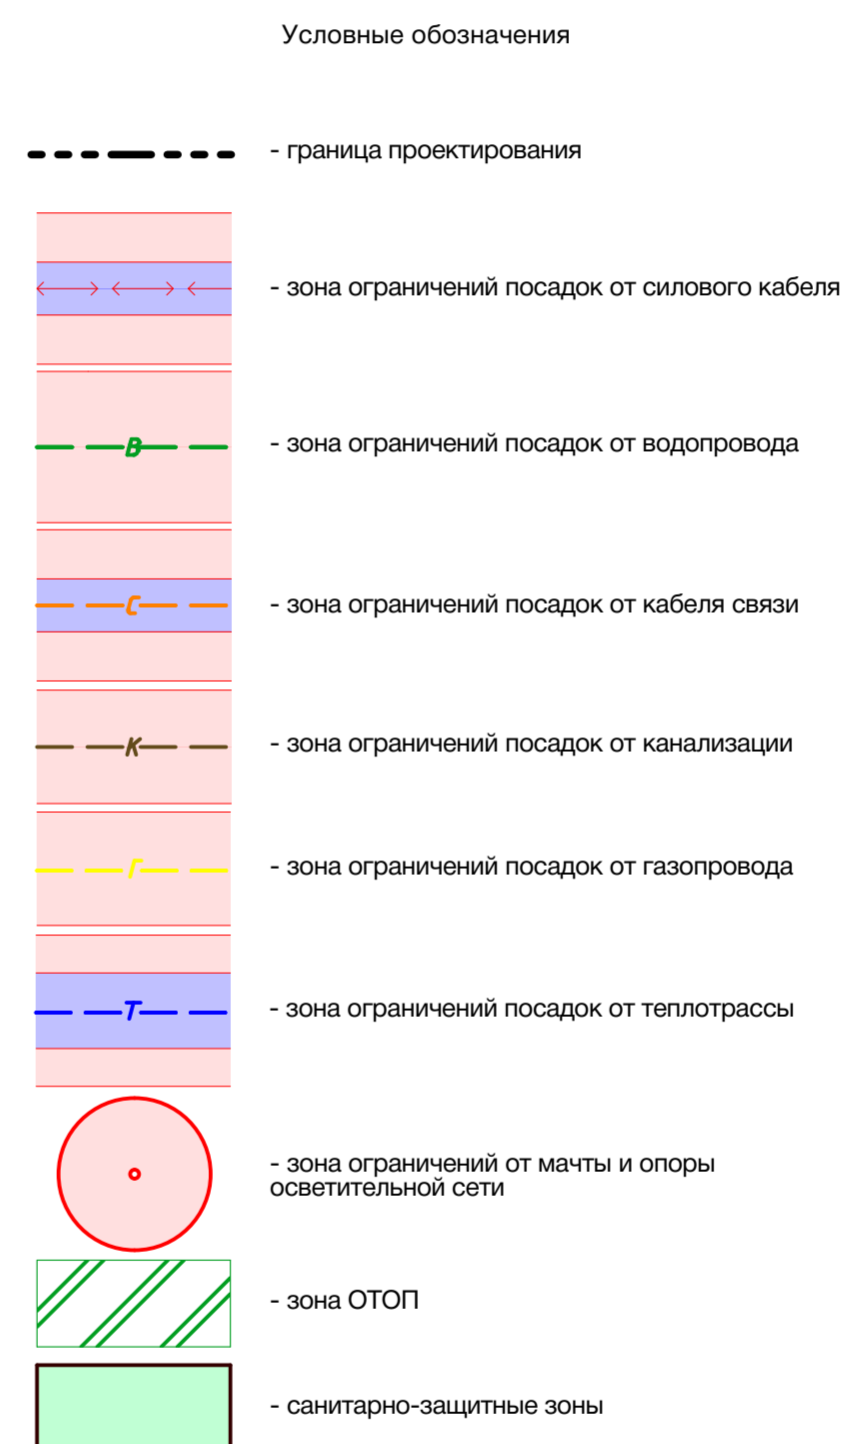 Условные обозначения
- граница проектирования
- зона ограничений посадок от силового кабеля
В
- зона ограничений посадок от водопровода
С
- зона ограничений посадок от кабеля связи
К
- зона ограничений посадок от канализации
Г
- зона ограничений посадок от газопровода
Т
- зона ограничений посадок от теплотрассы
- зона ограничений от мачты и опоры
осветительной сети
- зона ОТОП
- санитарно-защитные зоны